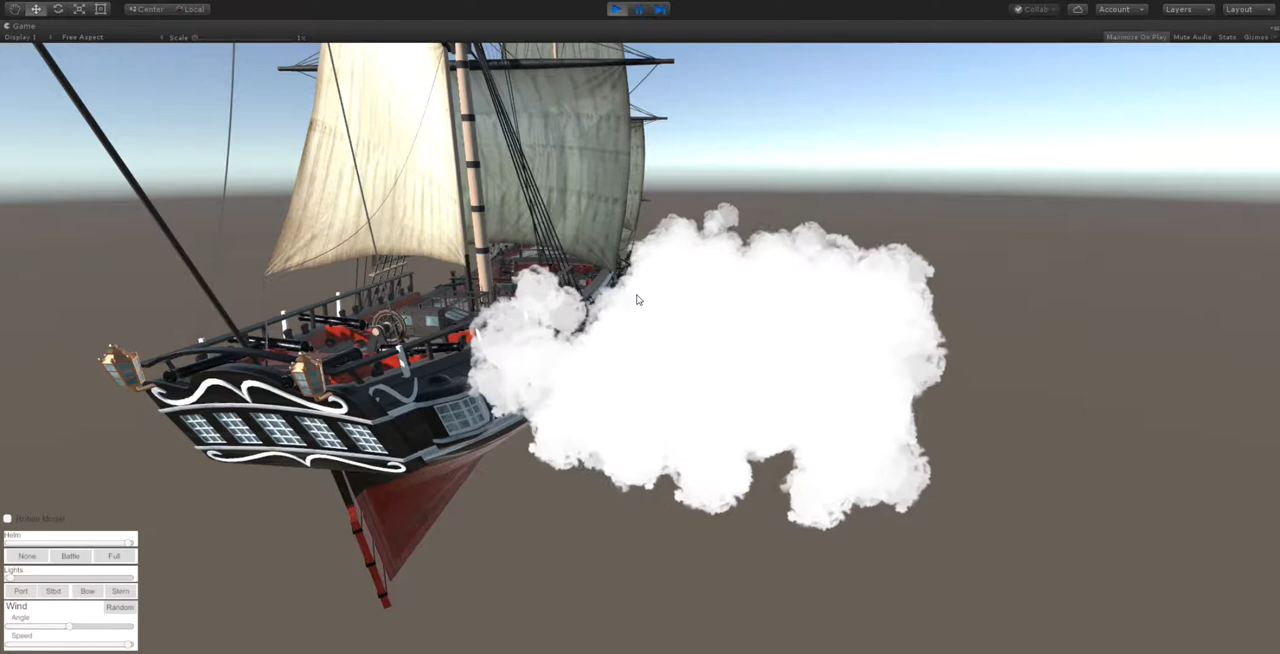 Center Local
Collab Account Layers Layout
Game
Display 1 Free Aspect Scale 1x Maximize On Play Mute Audio Stats Gizmos
Helm
None Battle Full
Lights
Port Stbd Bow Stern
Wind Random
Angle
Speed